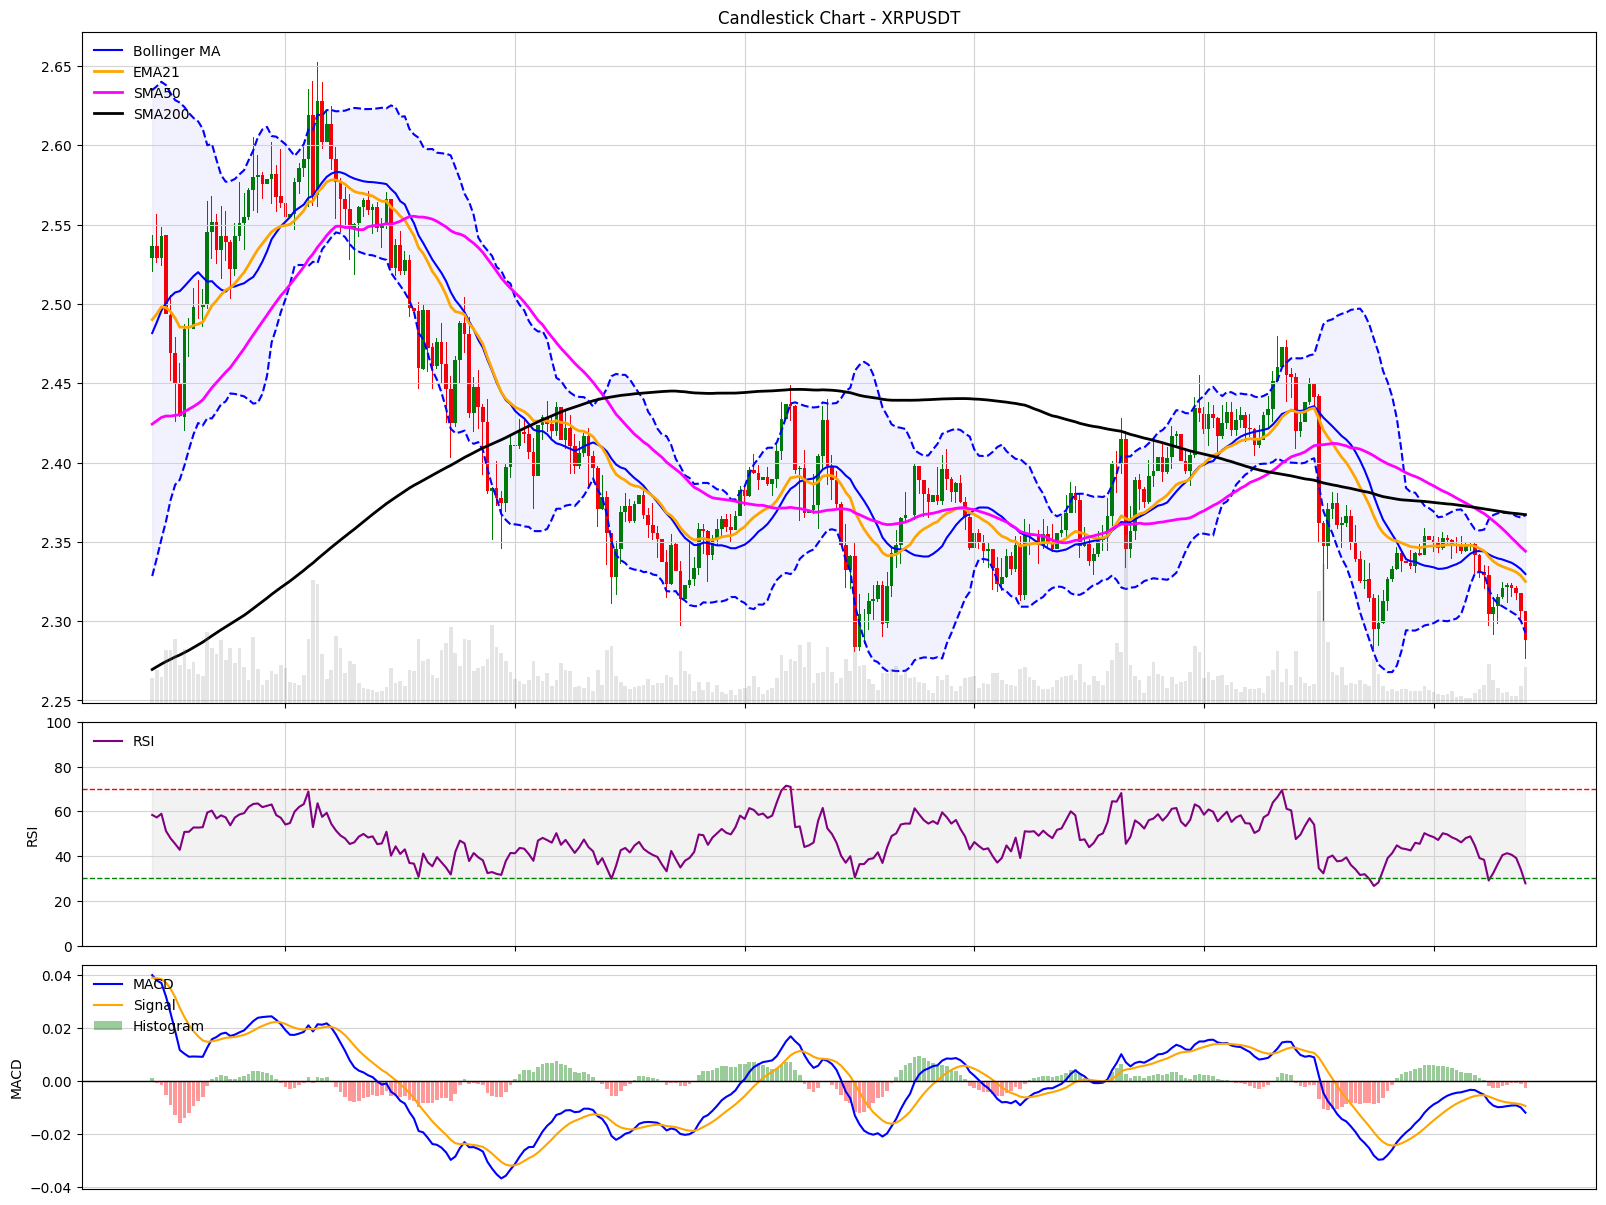 Candlestick Chart - XRPUSDT
Bollinger MA
EMA21
SMA50
SMA200
2.65
2.60
2.55
2.50
2.45
2.40
2.35
2.30
2.25
RSI
RSI
100
80
60
40
20
0
MACD
Signal
Histogram
MACD
0.04
0.02
0.00
−0.02
−0.04